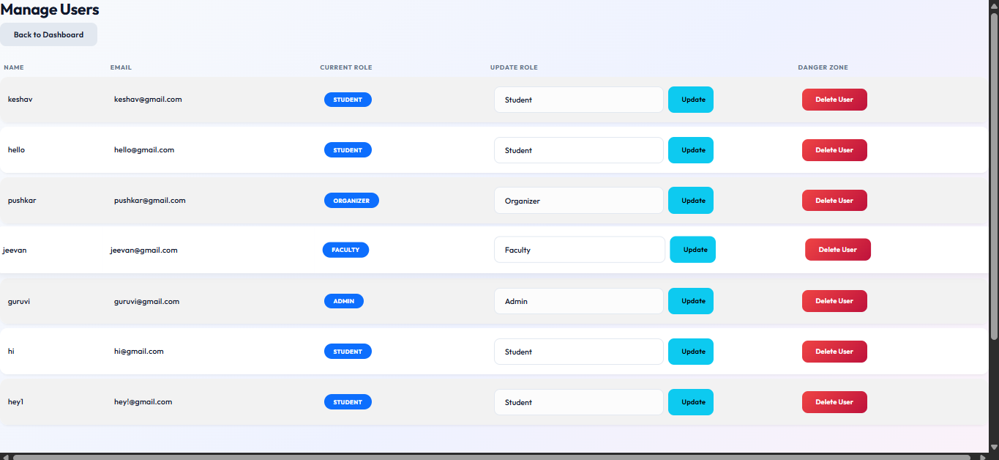 Manage Users
Back to Dashboard
NAME EMAIL CURRENT ROLE UPDATE ROLE DANGER ZONE
keshav keshav@gmail.com STUDENT Student Update Delete User
hello hello@gmail.com STUDENT Student Update Delete User
pushkar pushkar@gmail.com ORGANIZER Organizer Update Delete User
jeevan jeevan@gmail.com FACULTY Faculty Update Delete User
guruvi guruvi@gmail.com ADMIN Admin Update Delete User
hi hi@gmail.com STUDENT Student Update Delete User
hey1 hey!@gmail.com STUDENT Student Update Delete User